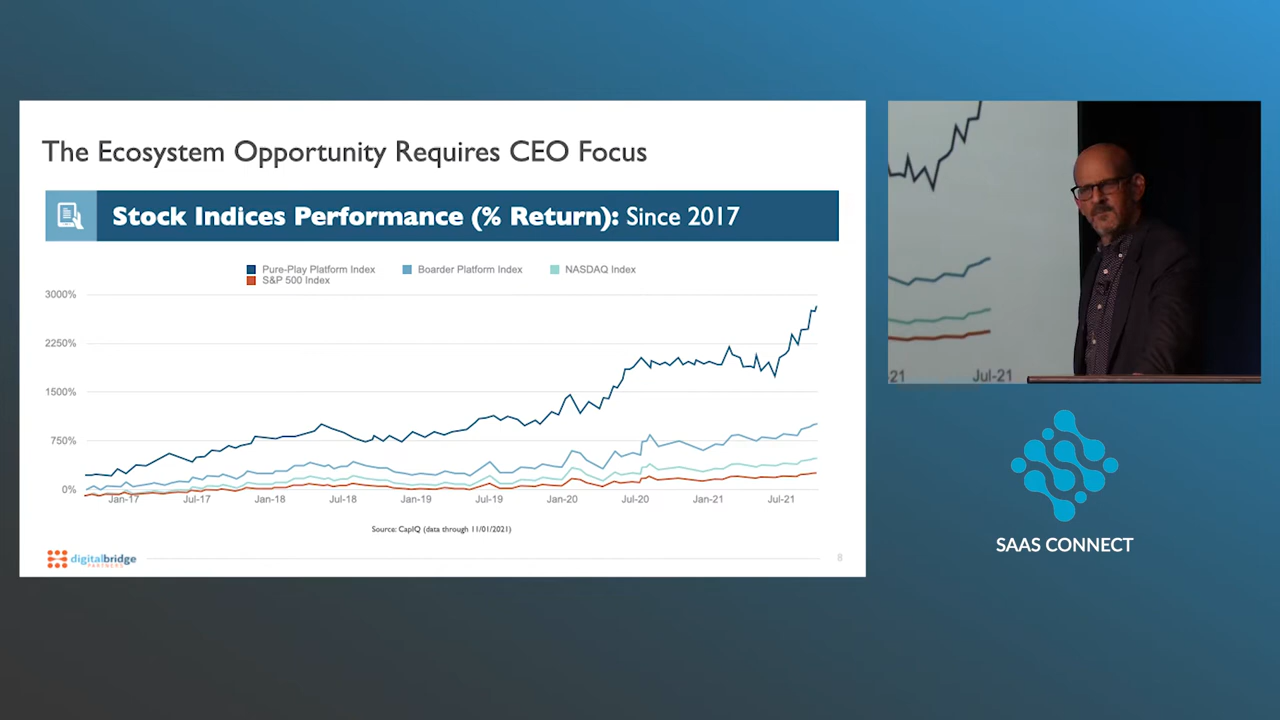 The Ecosystem Opportunity Requires CEO Focus
Stock Indices Performance (% Return): Since 2017
Pure-Play Platform Index
Boarder Platform Index
NASDAQ Index
S&P 500 Index
3000%
2250%
1500%
750%
0%
Jan-17
Jul-17
Jan-18
Jul-18
Jan-19
Jul-19
Jan-20
Jul-20
Jan-21
Jul-21
Source: CapIQ (data through 11/01/2021)
digitalbridge
PARTNERS
8
21
Jul-21
SAAS CONNECT